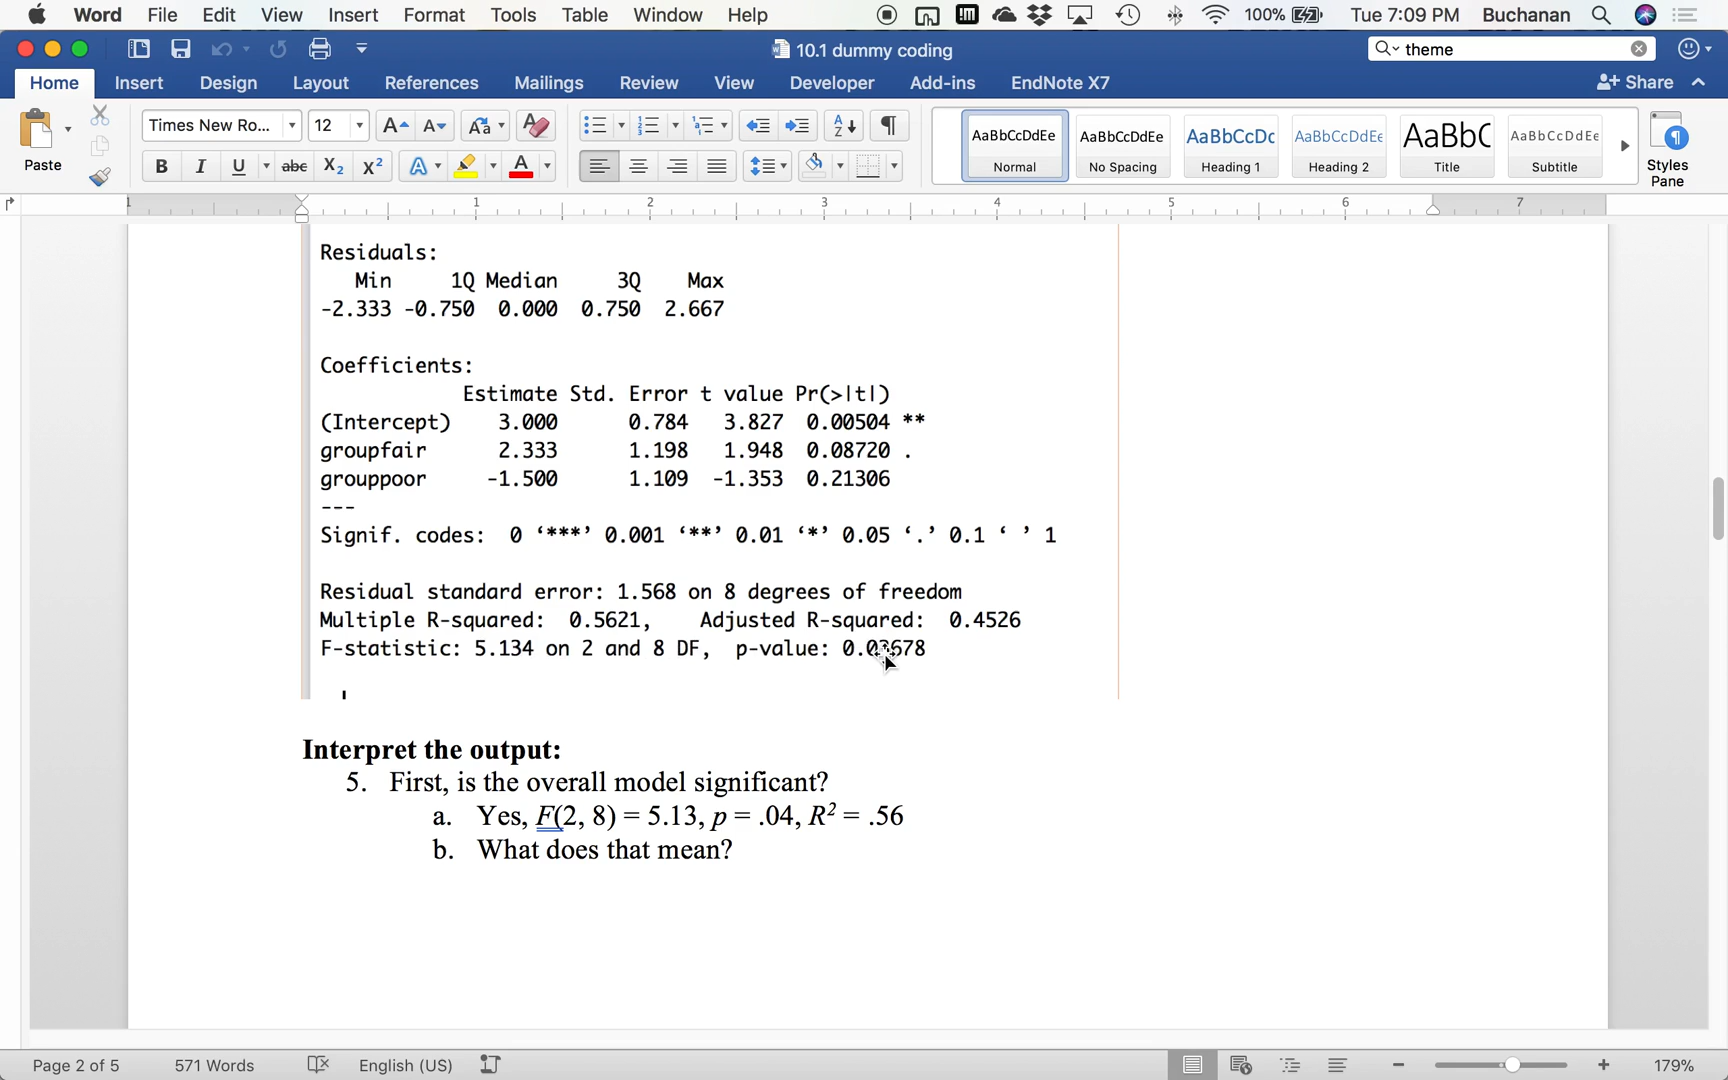 Word File Edit View Insert Format Tools Table Window Help 100% Tue 7:09 PM Buchanan
10.1 dummy coding theme
Home Insert Design Layout References Mailings Review View Developer Add-ins EndNote X7 Share
Paste Times New Ro... 12 AaBbCcDdEe AaBbCcDdEe AaBbCcDc AaBbCcDdEe AaBbC AaBbCcDdEe
Normal No Spacing Heading 1 Heading 2 Title Subtitle Styles Pane
1 1 2 3 4 5 6 7
Residuals:
Min 1Q Median 3Q Max
-2.333 -0.750 0.000 0.750 2.667
Coefficients:
Estimate Std. Error t value Pr(>|t|)
(Intercept) 3.000 0.784 3.827 0.00504 **
groupfair 2.333 1.198 1.948 0.08720 .
grouppoor -1.500 1.109 -1.353 0.21306
---
Signif. codes: 0 ‘***’ 0.001 ‘**’ 0.01 ‘*’ 0.05 ‘.’ 0.1 ‘ ’ 1
Residual standard error: 1.568 on 8 degrees of freedom
Multiple R-squared: 0.5621, Adjusted R-squared: 0.4526
F-statistic: 5.134 on 2 and 8 DF, p-value: 0.03678
Interpret the output:
5. First, is the overall model significant?
a. Yes, F(2, 8) = 5.13, p = .04, R² = .56
b. What does that mean?
Page 2 of 5 571 Words English (US) 179%